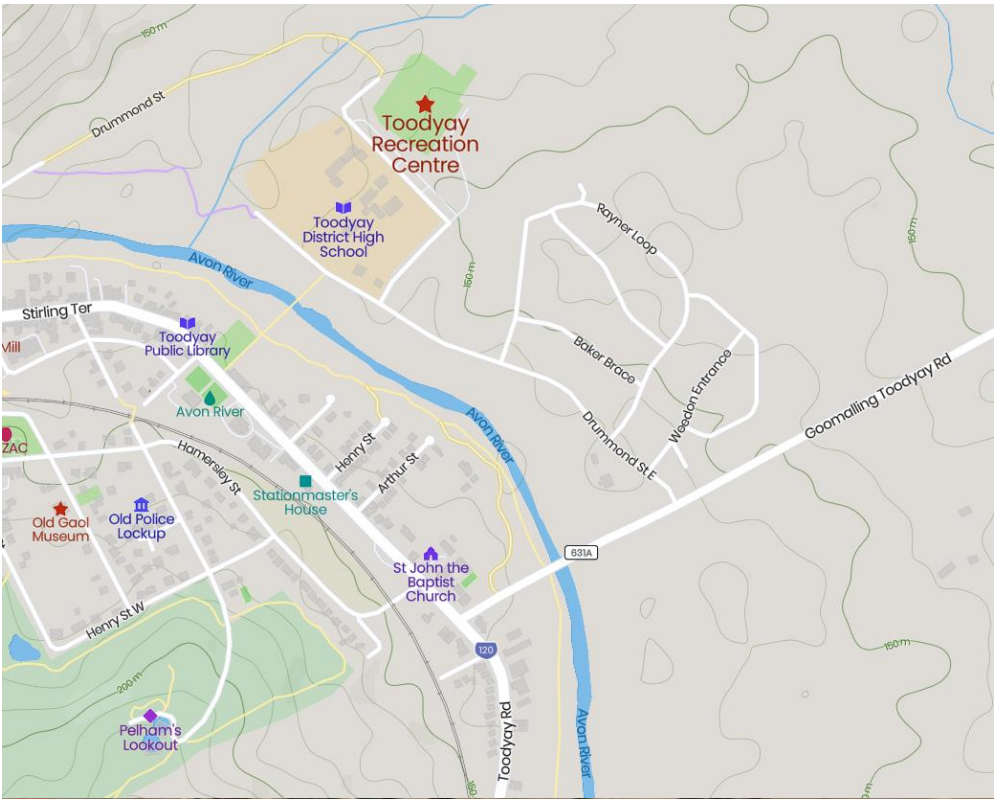 150 m
Drummond St
Toodyay
Recreation
Centre
Toodyay
District High
School
Rayner Loop
150 m
150 m
Avon River
Stirling Ter
Toodyay
Public Library
Mill
Baker Brace
Weedon Entrance
Goomalling Toodyay Rd
Avon River
Avon River
ZAC
Hamersley St
Henry St
Arthur St
Drummond St E
Stationmaster's
House
Old Gaol
Museum
Old Police
Lockup
631A
St John the
Baptist
Church
Henry St W
120
150 m
200 m
Pelham's
Lookout
Toodyay Rd
Avon River